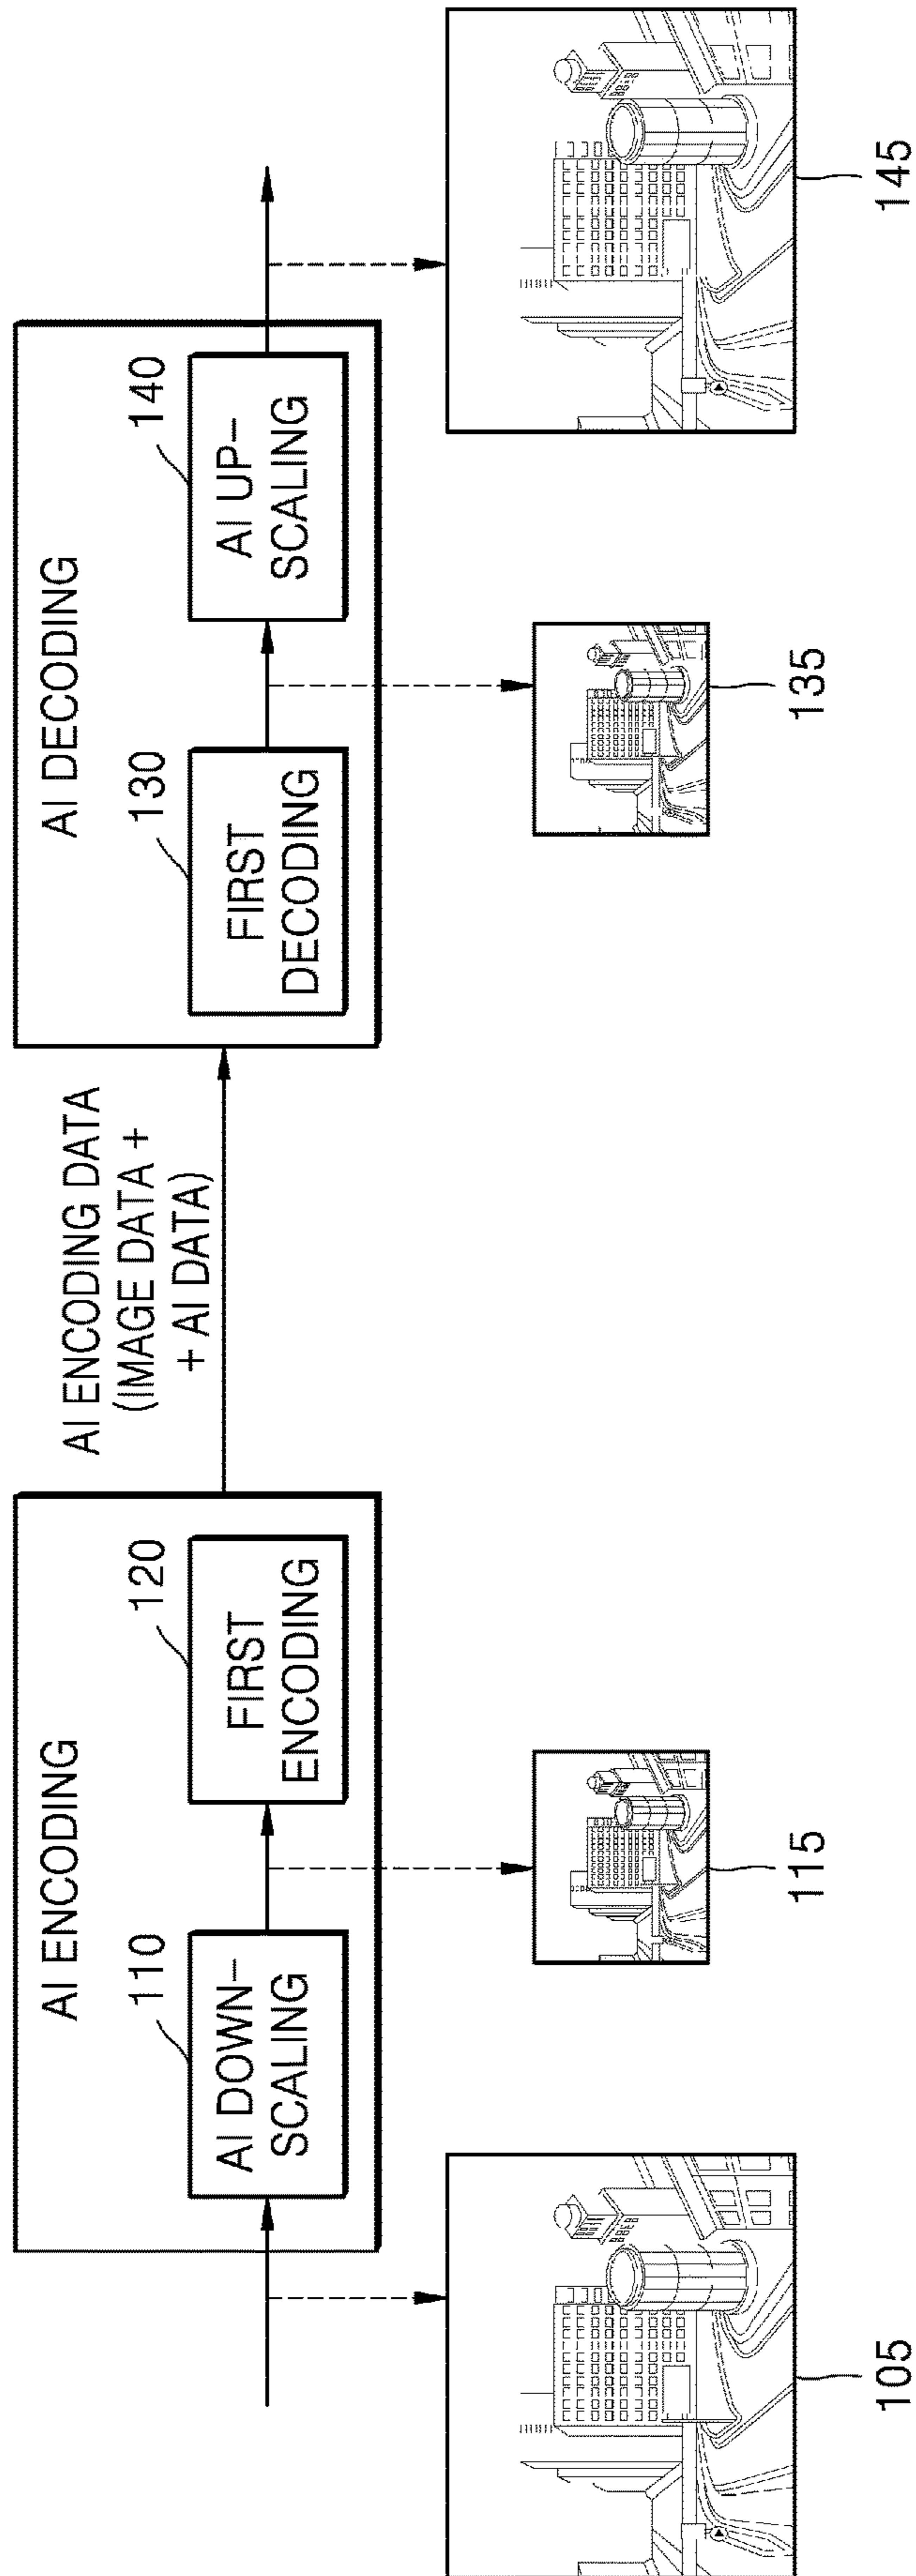 AI ENCODING
110
AI DOWN-
SCALING
120
FIRST
ENCODING
AI ENCODING DATA
(IMAGE DATA +
+ AI DATA)
AI DECODING
130
FIRST
DECODING
140
AI UP-
SCALING
105
115
135
145